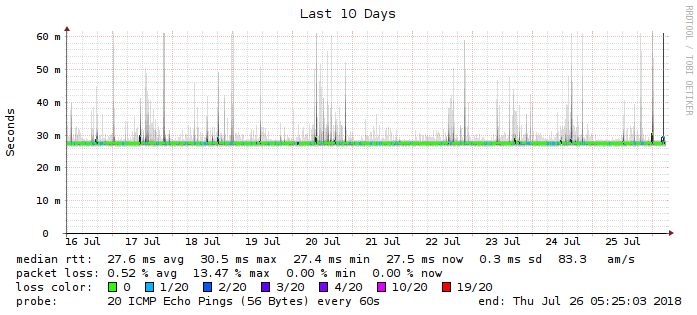 Last 10 Days
RRDTOOL / TOBI OETIKER
Seconds
60 m
50 m
40 m
30 m
20 m
10 m
0
16 Jul 17 Jul 18 Jul 19 Jul 20 Jul 21 Jul 22 Jul 23 Jul 24 Jul 25 Jul
median rtt: 27.6 ms avg 30.5 ms max 27.4 ms min 27.5 ms now 0.3 ms sd 83.3 am/s
packet loss: 0.52 % avg 13.47 % max 0.00 % min 0.00 % now
loss color: 0 1/20 2/20 3/20 4/20 10/20 19/20
probe: 20 ICMP Echo Pings (56 Bytes) every 60s end: Thu Jul 26 05:25:03 2018